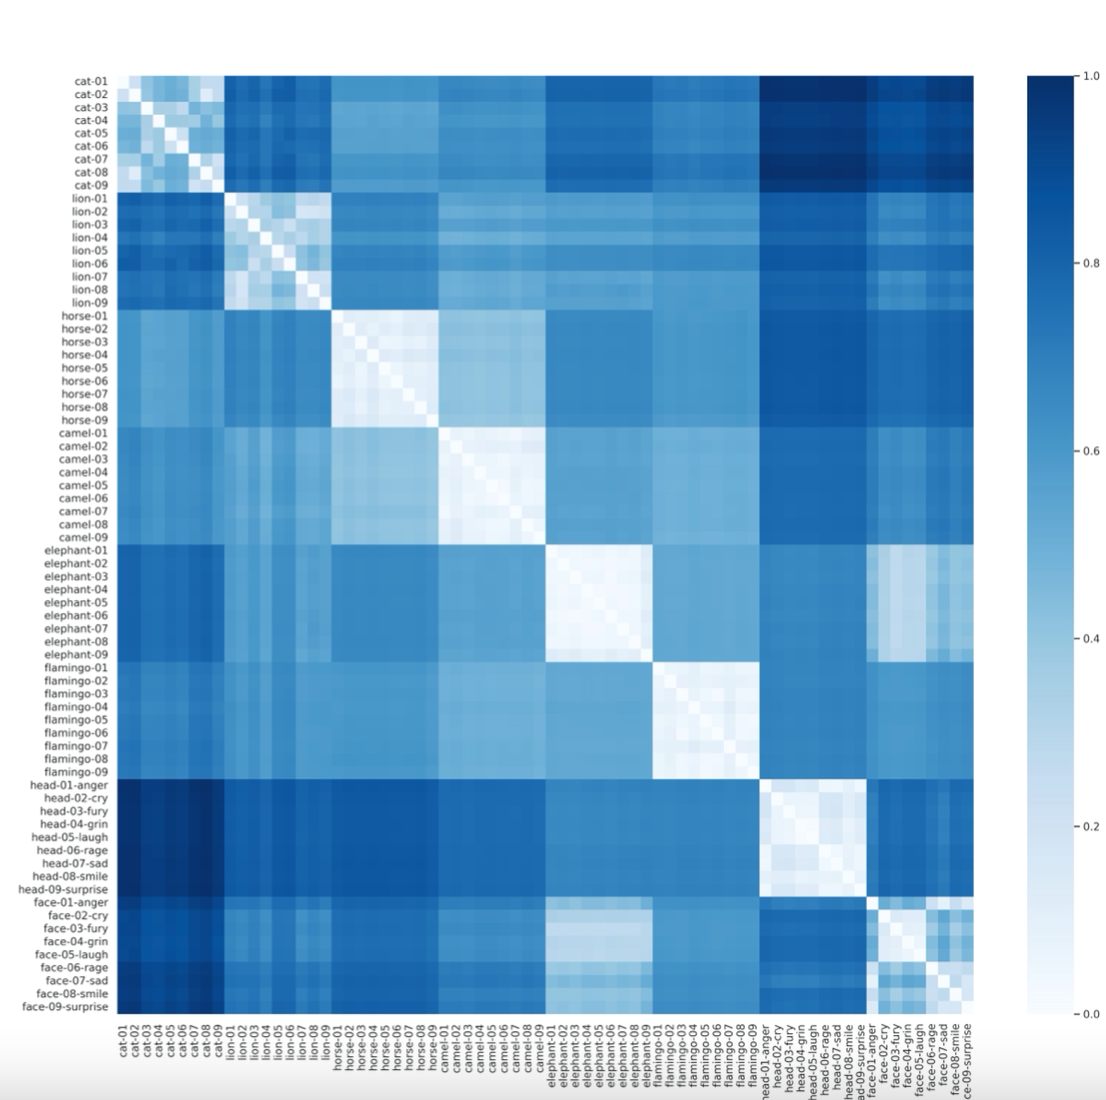 cat-01
cat-02
cat-03
cat-04
cat-05
cat-06
cat-07
cat-08
cat-09
lion-01
lion-02
lion-03
lion-04
lion-05
lion-06
lion-07
lion-08
lion-09
horse-01
horse-02
horse-03
horse-04
horse-05
horse-06
horse-07
horse-08
horse-09
camel-01
camel-02
camel-03
camel-04
camel-05
camel-06
camel-07
camel-08
camel-09
elephant-01
elephant-02
elephant-03
elephant-04
elephant-05
elephant-06
elephant-07
elephant-08
elephant-09
flamingo-01
flamingo-02
flamingo-03
flamingo-04
flamingo-05
flamingo-06
flamingo-07
flamingo-08
flamingo-09
head-01-anger
head-02-cry
head-03-fury
head-04-grin
head-05-laugh
head-06-rage
head-07-sad
head-08-smile
head-09-surprise
face-01-anger
face-02-cry
face-03-fury
face-04-grin
face-05-laugh
face-06-rage
face-07-sad
face-08-smile
face-09-surprise
cat-01
cat-02
cat-03
cat-04
cat-05
cat-06
cat-07
cat-08
cat-09
lion-01
lion-02
lion-03
lion-04
lion-05
lion-06
lion-07
lion-08
lion-09
horse-01
horse-02
horse-03
horse-04
horse-05
horse-06
horse-07
horse-08
horse-09
camel-01
camel-02
camel-03
camel-04
camel-05
camel-06
camel-07
camel-08
camel-09
elephant-01
elephant-02
elephant-03
elephant-04
elephant-05
elephant-06
elephant-07
elephant-08
elephant-09
flamingo-01
flamingo-02
flamingo-03
flamingo-04
flamingo-05
flamingo-06
flamingo-07
flamingo-08
flamingo-09
ead-01-anger
head-02-cry
head-03-fury
head-04-grin
ead-05-laugh
head-06-rage
head-07-sad
head-08-smile
ad-09-surprise
face-01-anger
face-02-cry
face-03-fury
face-04-grin
face-05-laugh
face-06-rage
face-07-sad
face-08-smile
ce-09-surprise
1.0
0.8
0.6
0.4
0.2
0.0